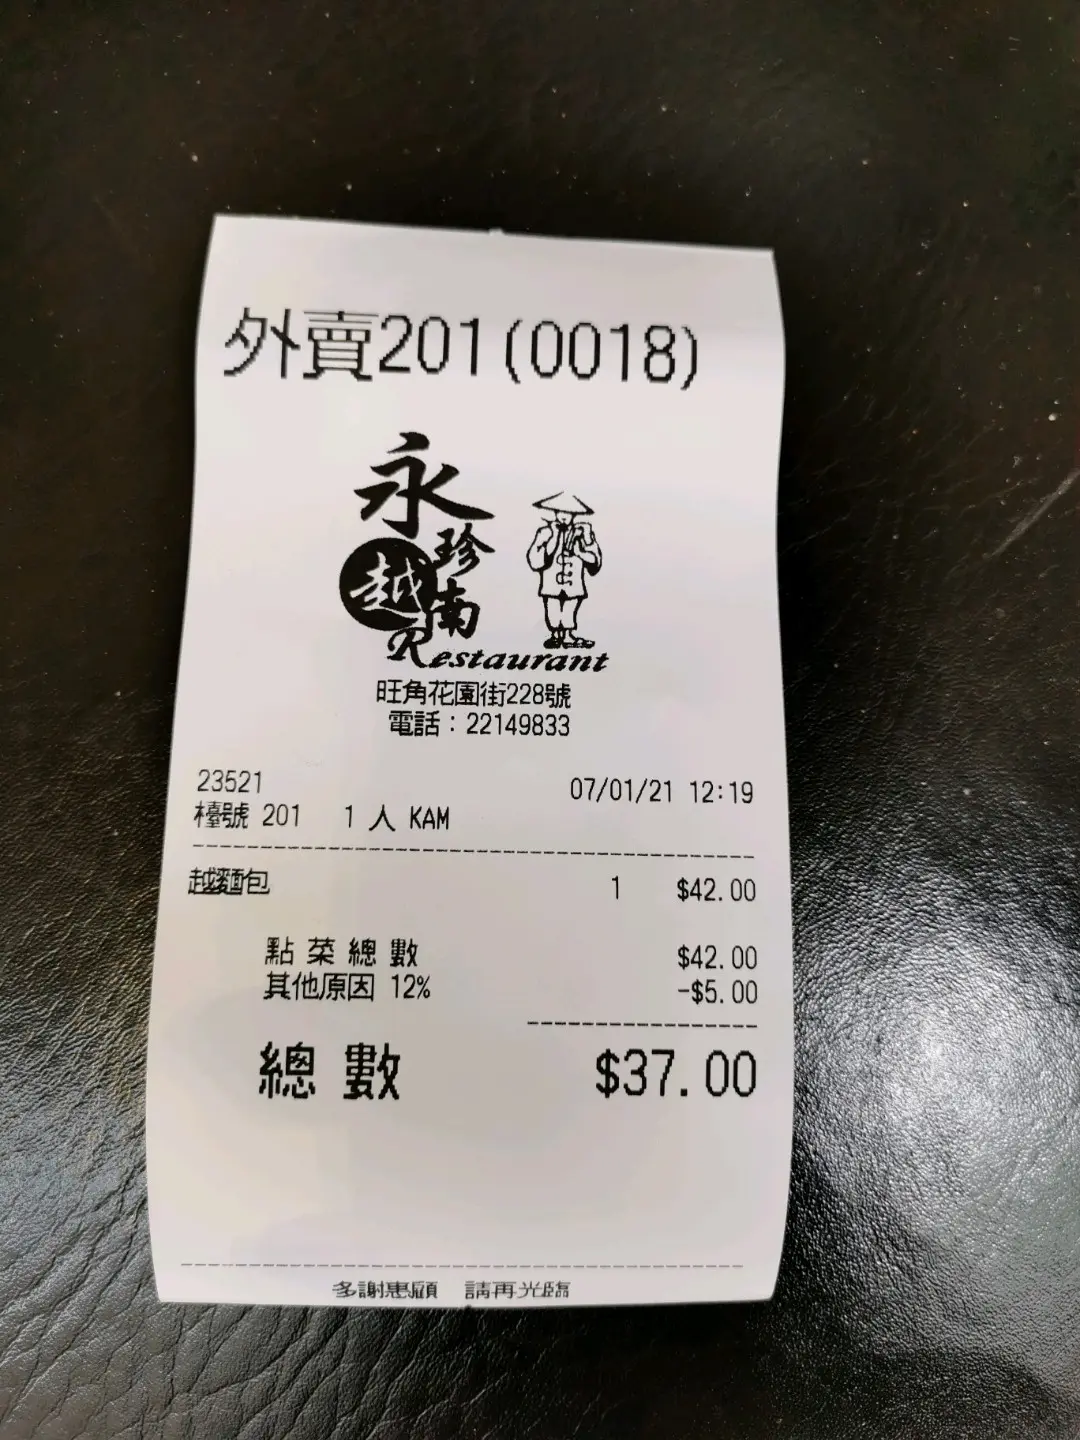 外賣201(0018)
永
珍
越南
Restaurant
旺角花園街228號
電話：22149833
23521 07/01/21 12:19
檯號 201 1 人 KAM
越麵包 1 $42.00
點菜總數 $42.00
其他原因 12% -$5.00
總數 $37.00
多謝惠顧 請再光臨